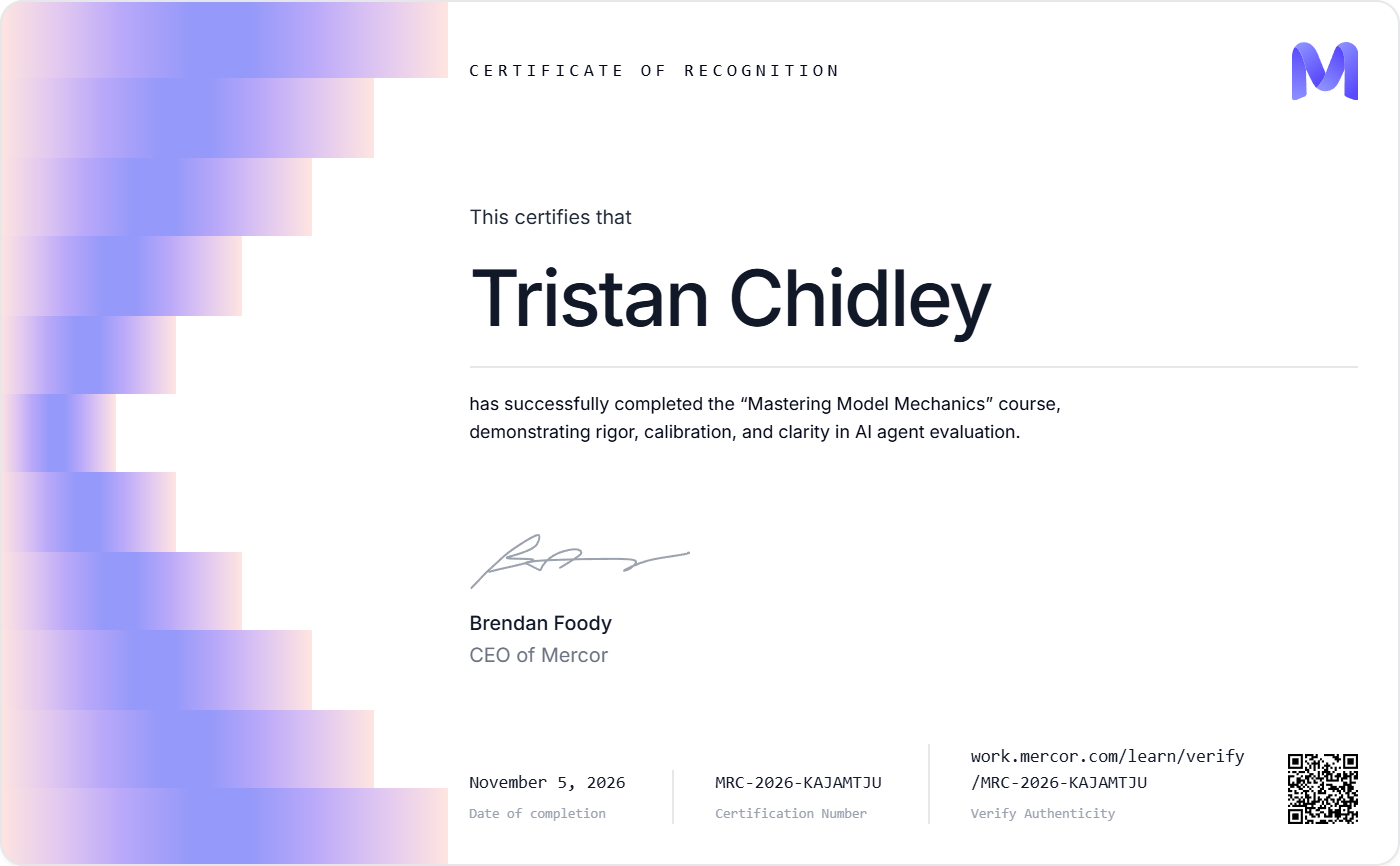 CERTIFICATE OF RECOGNITION
This certifies that
Tristan Chidley
has successfully completed the “Mastering Model Mechanics” course,
demonstrating rigor, calibration, and clarity in AI agent evaluation.
Brendan Foody
CEO of Mercor
November 5, 2026
Date of completion
MRC-2026-KAJAMTJU
Certification Number
work.mercor.com/learn/verify
/MRC-2026-KAJAMTJU
Verify Authenticity